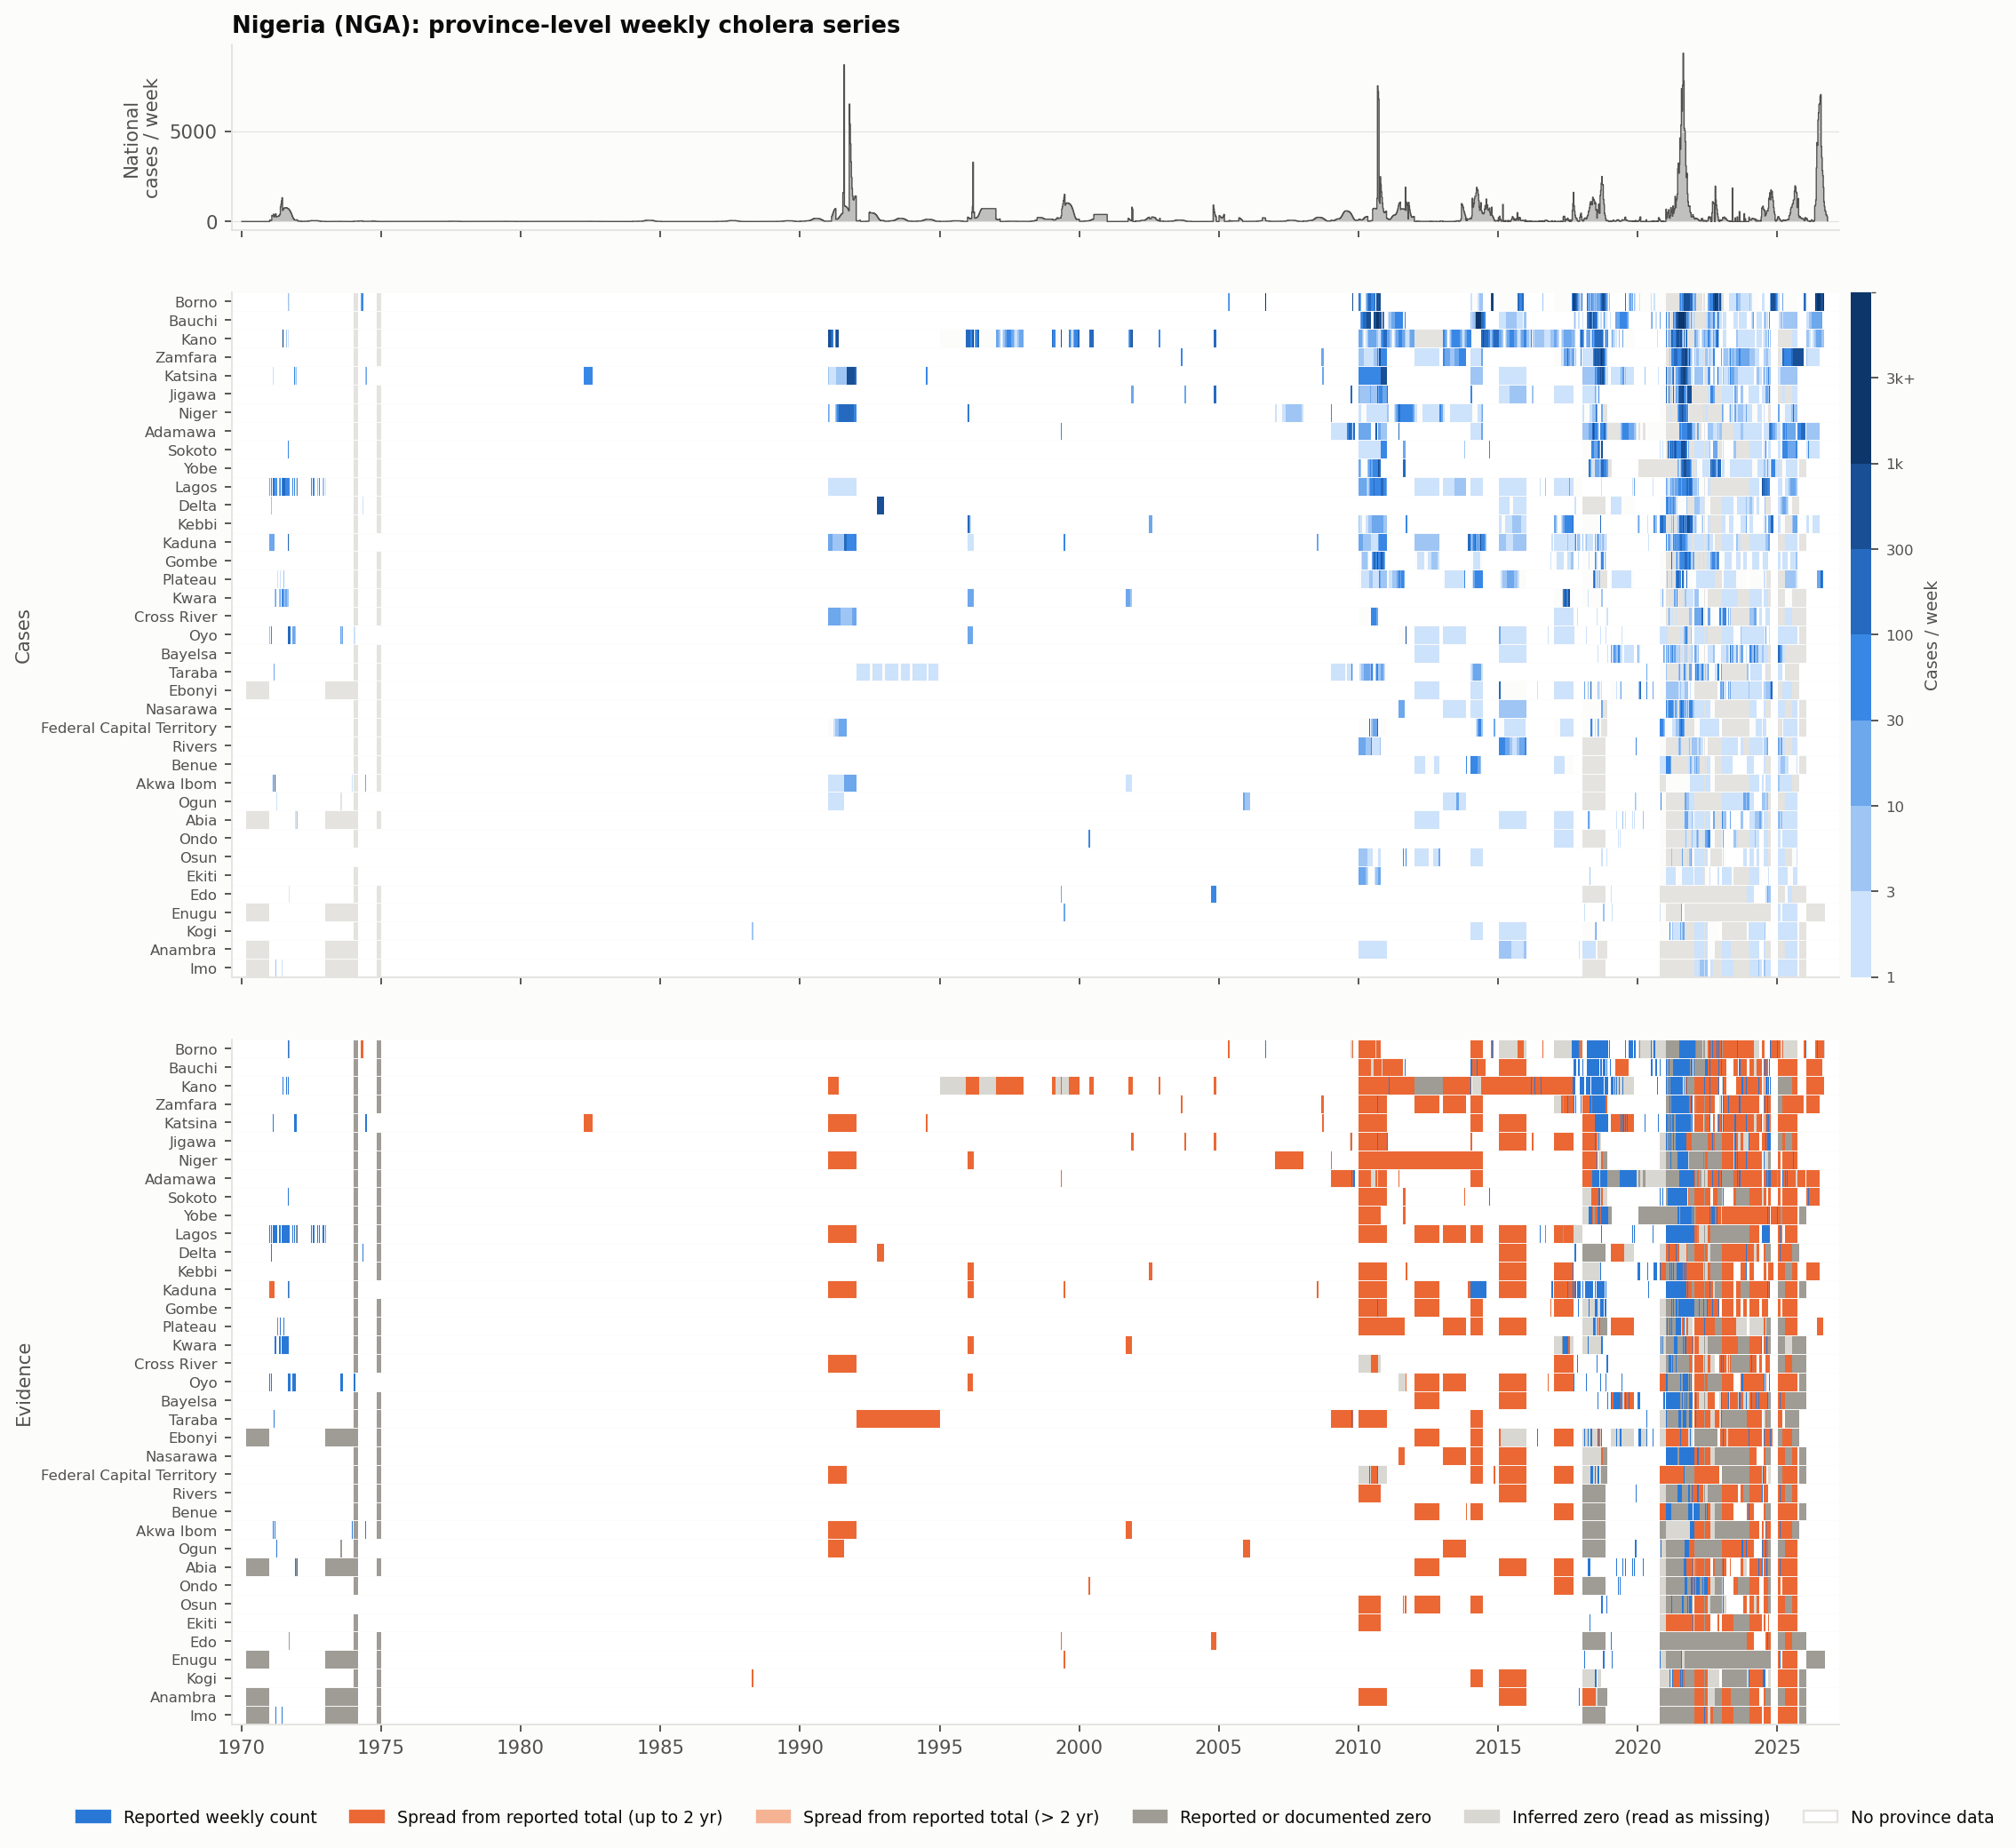 Nigeria (NGA): province-level weekly cholera series
National
cases / week
5000
0
Cases
Borno
Bauchi
Kano
Zamfara
Katsina
Jigawa
Niger
Adamawa
Sokoto
Yobe
Lagos
Delta
Kebbi
Kaduna
Gombe
Plateau
Kwara
Cross River
Oyo
Bayelsa
Taraba
Ebonyi
Nasarawa
Federal Capital Territory
Rivers
Benue
Akwa Ibom
Ogun
Abia
Ondo
Osun
Ekiti
Edo
Enugu
Kogi
Anambra
Imo
3k+
1k
300
100
30
10
3
1
Cases / week
Evidence
Borno
Bauchi
Kano
Zamfara
Katsina
Jigawa
Niger
Adamawa
Sokoto
Yobe
Lagos
Delta
Kebbi
Kaduna
Gombe
Plateau
Kwara
Cross River
Oyo
Bayelsa
Taraba
Ebonyi
Nasarawa
Federal Capital Territory
Rivers
Benue
Akwa Ibom
Ogun
Abia
Ondo
Osun
Ekiti
Edo
Enugu
Kogi
Anambra
Imo
1970 1975 1980 1985 1990 1995 2000 2005 2010 2015 2020 2025
Reported weekly count Spread from reported total (up to 2 yr) Spread from reported total (> 2 yr) Reported or documented zero Inferred zero (read as missing) No province data